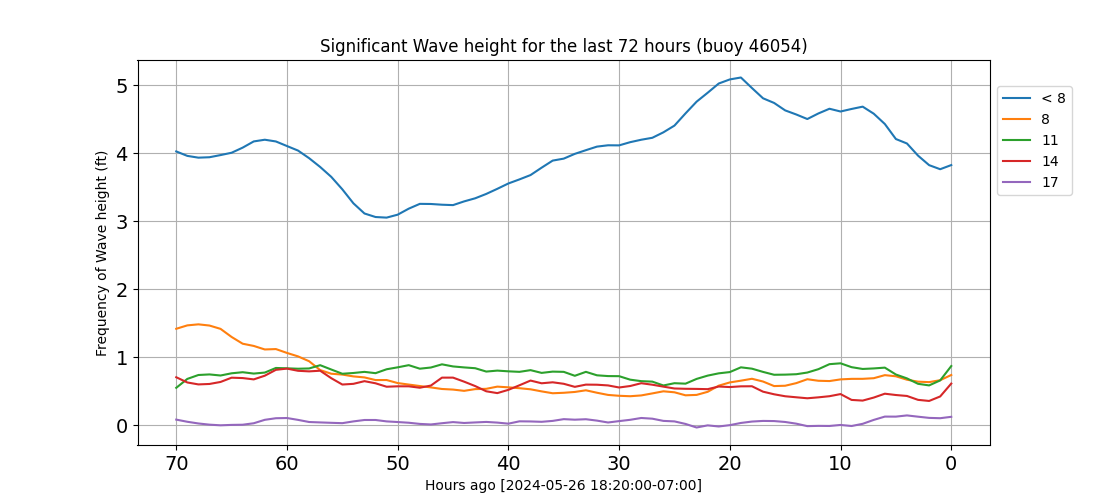 Significant Wave height for the last 72 hours (buoy 46054)
Frequency of Wave height (ft)
5
4
3
2
1
0
70 60 50 40 30 20 10 0
Hours ago [2024-05-26 18:20:00-07:00]
< 8
8
11
14
17